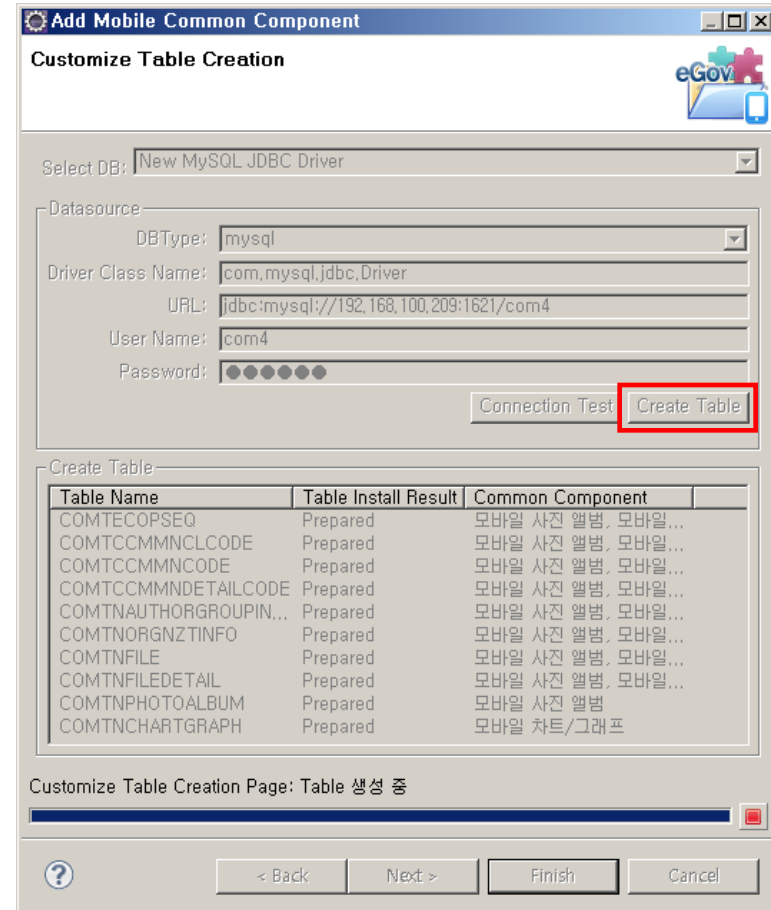 Add Mobile Common Component
Customize Table Creation
eGov
Select DB: New MySQL JDBC Driver
Datasource
DBType: mysql
Driver Class Name: com.mysql.jdbc.Driver
URL: jdbc:mysql://192.168.100.209:1621/com4
User Name: com4
Password: ●●●●●●
Connection Test Create Table
Create Table
Table Name Table Install Result Common Component
COMTECOPSEQ Prepared 모바일 사진 앨범, 모바일...
COMTCCMMNCLCODE Prepared 모바일 사진 앨범, 모바일...
COMTCCMMNCODE Prepared 모바일 사진 앨범, 모바일...
COMTCCMMNDETAILCODE Prepared 모바일 사진 앨범, 모바일...
COMTNAUTHORGROUPIN... Prepared 모바일 사진 앨범, 모바일...
COMTNORGNZTINFO Prepared 모바일 사진 앨범, 모바일...
COMTNFILE Prepared 모바일 사진 앨범, 모바일...
COMTNFILEDETAIL Prepared 모바일 사진 앨범, 모바일...
COMTNPHOTOALBUM Prepared 모바일 사진 앨범
COMTNCHARTGRAPH Prepared 모바일 차트/그래프
Customize Table Creation Page: Table 생성 중
? < Back Next > Finish Cancel